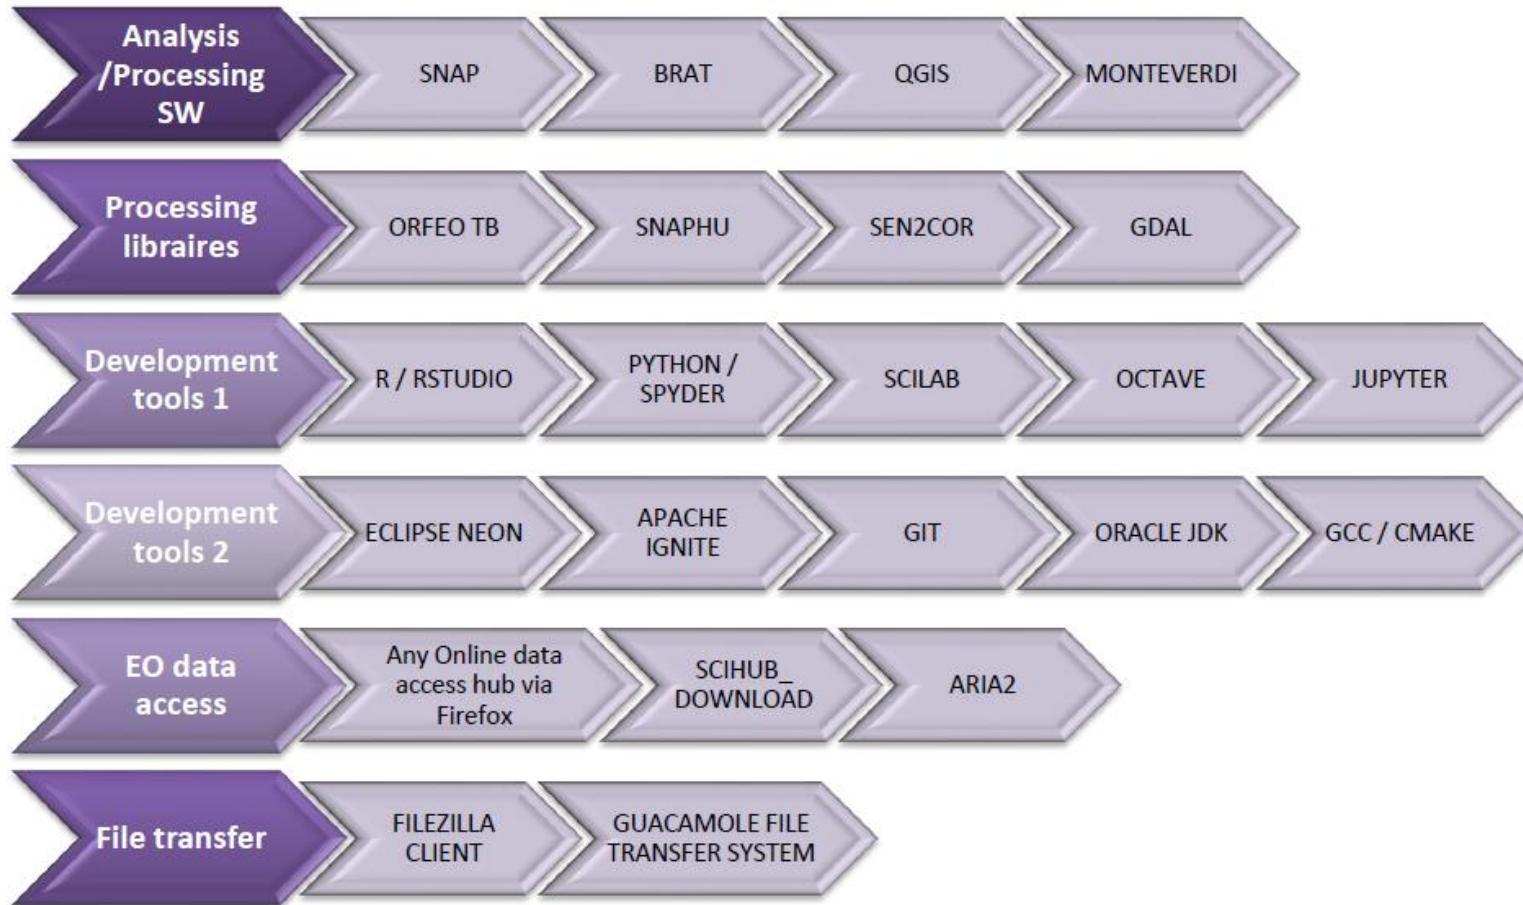 Analysis
/Processing
SW
SNAP
BRAT
QGIS
MONTEVERDI
Processing
libraires
ORFEO TB
SNAPHU
SEN2COR
GDAL
Development
tools 1
R / RSTUDIO
PYTHON /
SPYDER
SCILAB
OCTAVE
JUPYTER
Development
tools 2
ECLIPSE NEON
APACHE
IGNITE
GIT
ORACLE JDK
GCC / CMAKE
EO data
access
Any Online data
access hub via
Firefox
SCIHUB_
DOWNLOAD
ARIA2
File transfer
FILEZILLA
CLIENT
GUACAMOLE FILE
TRANSFER SYSTEM